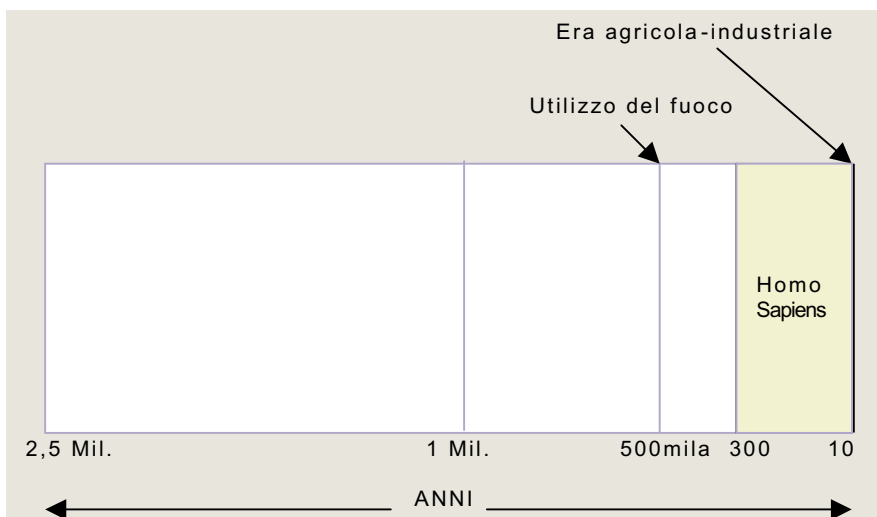 Era agricola-industriale
Utilizzo del fuoco
Homo
Sapiens
2,5 Mil. 1 Mil. 500mila 300 10
ANNI